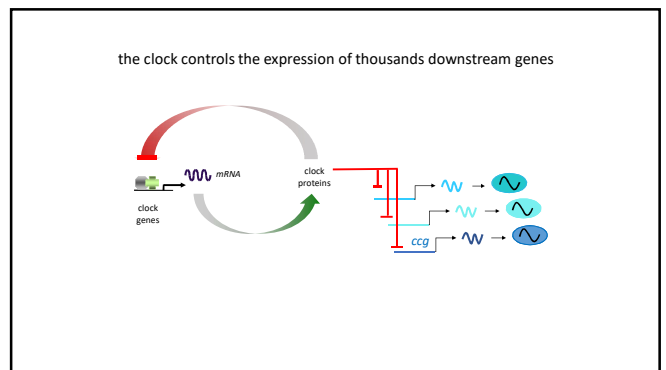 the clock controls the expression of thousands downstream genes
mRNA
clock
proteins
clock
genes
ccg